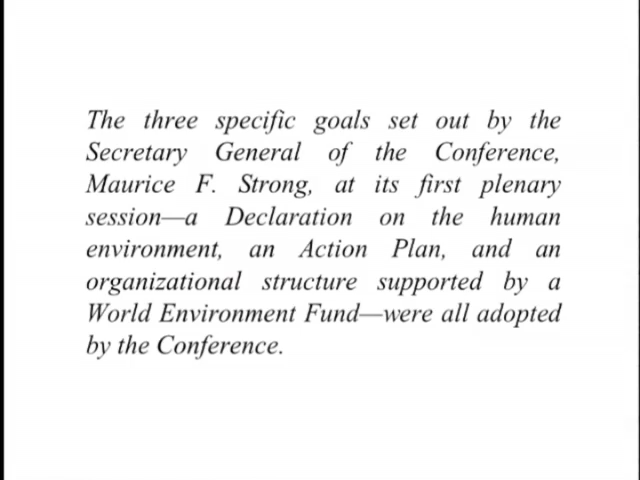 The three specific goals set out by the
Secretary General of the Conference,
Maurice F. Strong, at its first plenary
session—a Declaration on the human
environment, an Action Plan, and an
organizational structure supported by a
World Environment Fund—were all adopted
by the Conference.